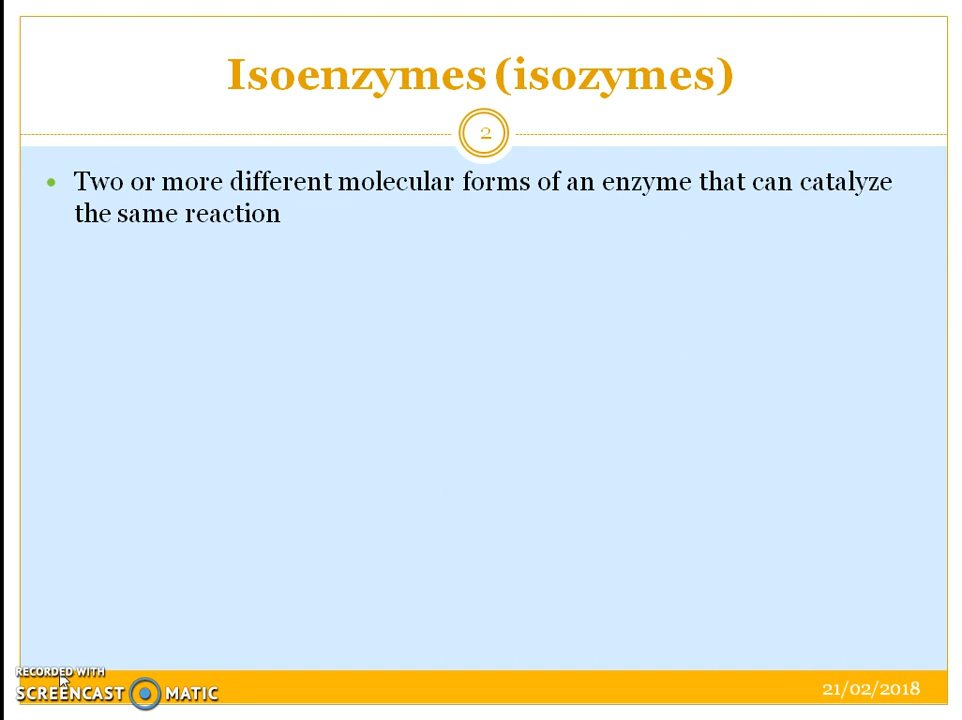 Isoenzymes (isozymes)
2
• Two or more different molecular forms of an enzyme that can catalyze
the same reaction
RECORDED WITH
SCREENCAST MATIC
21/02/2018